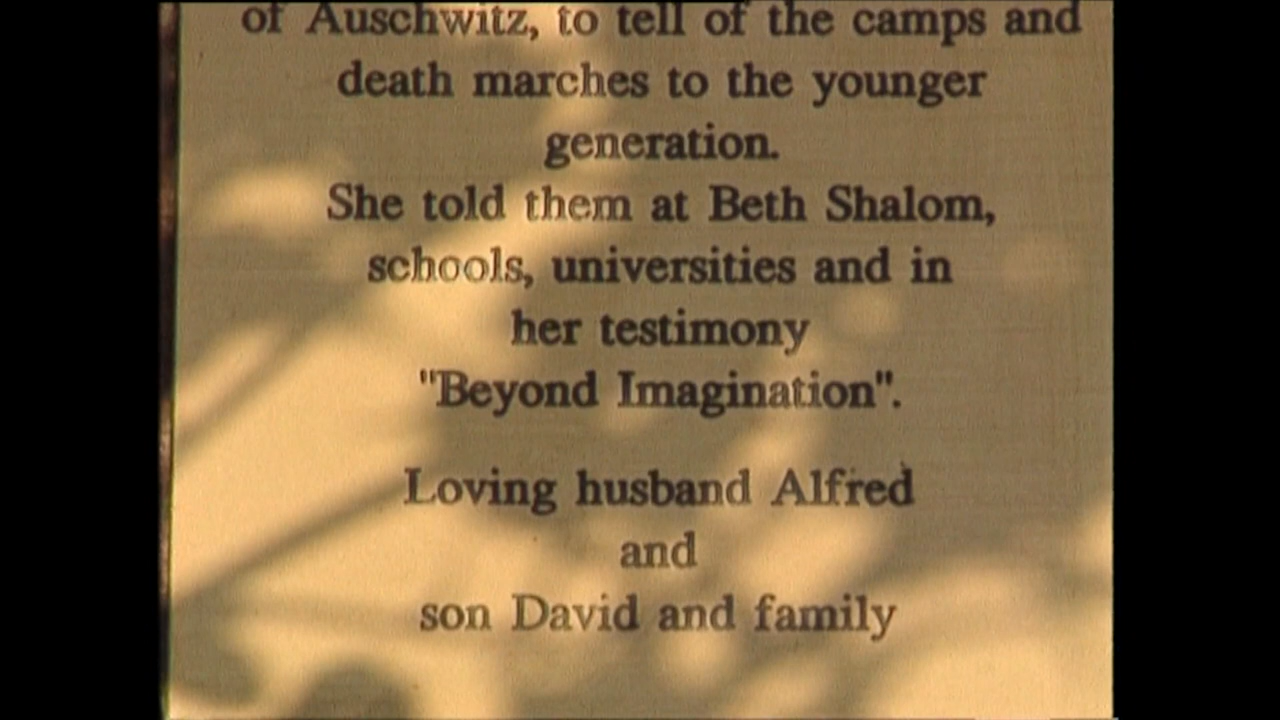 of Auschwitz, to tell of the camps and
death marches to the younger
generation.
She told them at Beth Shalom,
schools, universities and in
her testimony
"Beyond Imagination".
Loving husband Alfred
and
son David and family